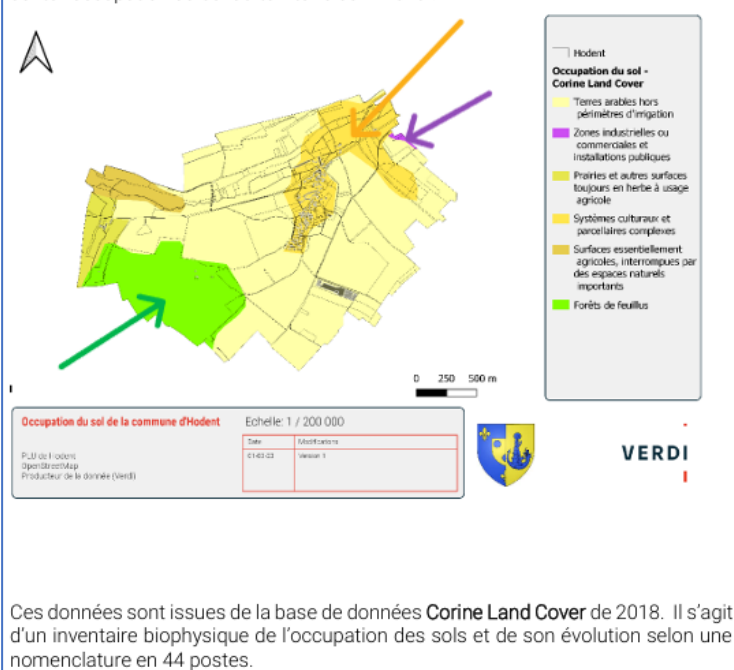 Hodent
Occupation du sol -
Corine Land Cover
Terres arables hors
périmètres d'irrigation
Zones industrielles ou
commerciales et
installations publiques
Prairies et autres surfaces
toujours en herbe à usage
agricole
Systèmes culturaux et
parcellaires complexes
Surfaces essentiellement
agricoles, interrompues par
des espaces naturels
importants
Forêts de feuillus
0 250 500 m
Occupation du sol de la commune d'Hodent
Echelle: 1 / 200 000
Date Modifications
Version 1
PLU de Hodent
OpenStreetMap
Producteur de la donnée (Verdi)
VERDI
Ces données sont issues de la base de données Corine Land Cover de 2018. Il s'agit
d'un inventaire biophysique de l'occupation des sols et de son évolution selon une
nomenclature en 44 postes.